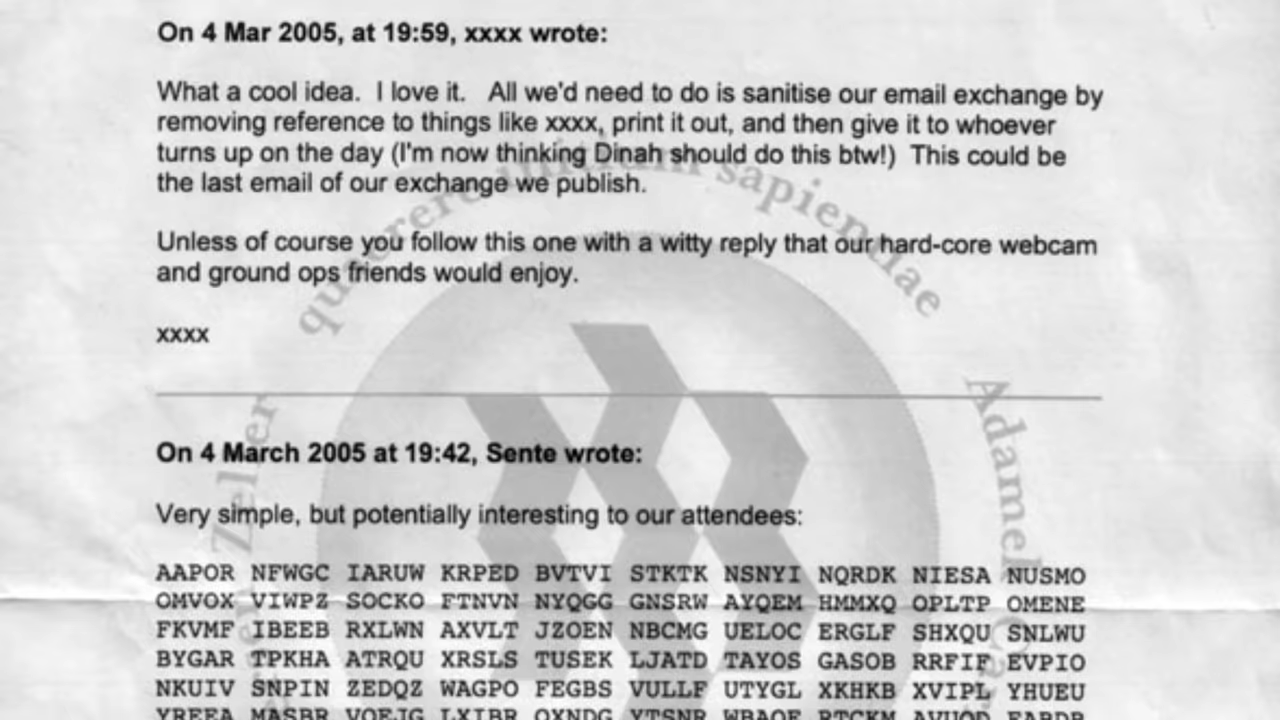 On 4 Mar 2005, at 19:59, xxxx wrote:
What a cool idea.  I love it.   All we'd need to do is sanitise our email exchange by
removing reference to things like xxxx, print it out, and then give it to whoever
turns up on the day (I'm now thinking Dinah should do this btw!)  This could be
the last email of our exchange we publish.
Unless of course you follow this one with a witty reply that our hard-core webcam
and ground ops friends would enjoy.
xxxx
quaerere sapientiae
Adamel
Zeller
On 4 March 2005 at 19:42, Sente wrote:
Very simple, but potentially interesting to our attendees:
AAPOR NFWGC IARUW KRPED BVTVI STKTK NSNYI NQRDK NIESA NUSMO
OMVOX VIWPZ SOCKO FTNVN NYQGG GNSRW AYQEM HMMXQ OPLTP OMENE
FKVMF IBEEB RXLWN AXVLT JZOEN NBCMG UELOC ERGLF SHXQU SNLWU
BYGAR TPKHA ATRQU XRSLS TUSEK LJATD TAYOS GASOB RRFIF EVPIO
NKUIV SNPIN ZEDQZ WAGPO FEGBS VULLF UTYGL XKHKB XVIPL YHUEU